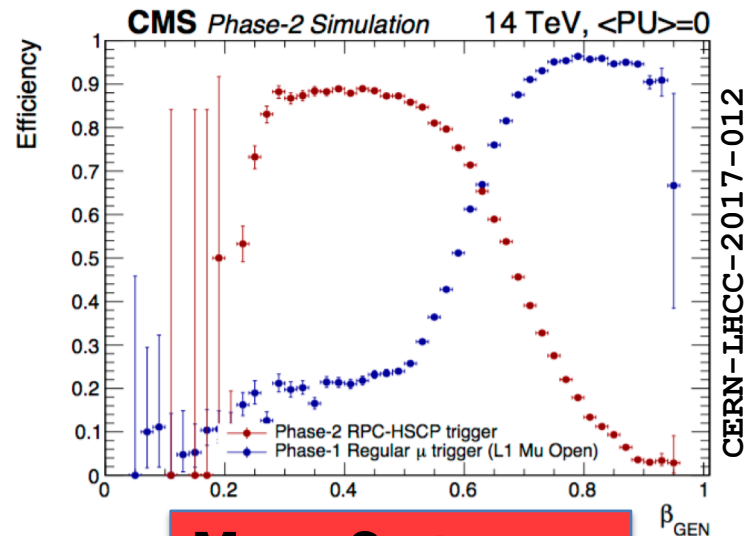 CMS Phase-2 Simulation 14 TeV, <PU>=0
Efficiency
1
0.9
0.8
0.7
0.6
0.5
0.4
0.3
0.2
0.1
0
Phase-2 RPC-HSCP trigger
Phase-1 Regular μ trigger (L1 Mu Open)
0 0.2 0.4 0.6 0.8 1
βGEN
CERN-LHCC-2017-012